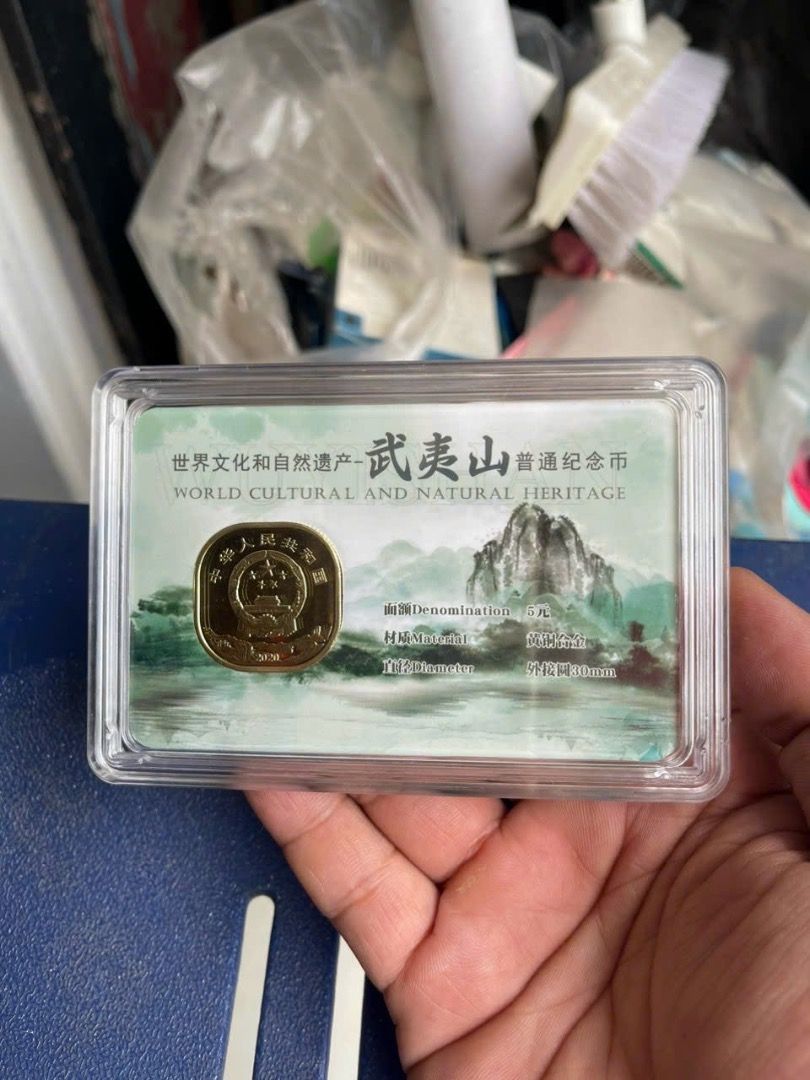 世界文化和自然遗产-武夷山普通纪念币
WORLD CULTURAL AND NATURAL HERITAGE
中华人民共和国
2020
面额Denomination 5元
材质Material 黄铜合金
直径Diameter 外接圆30mm